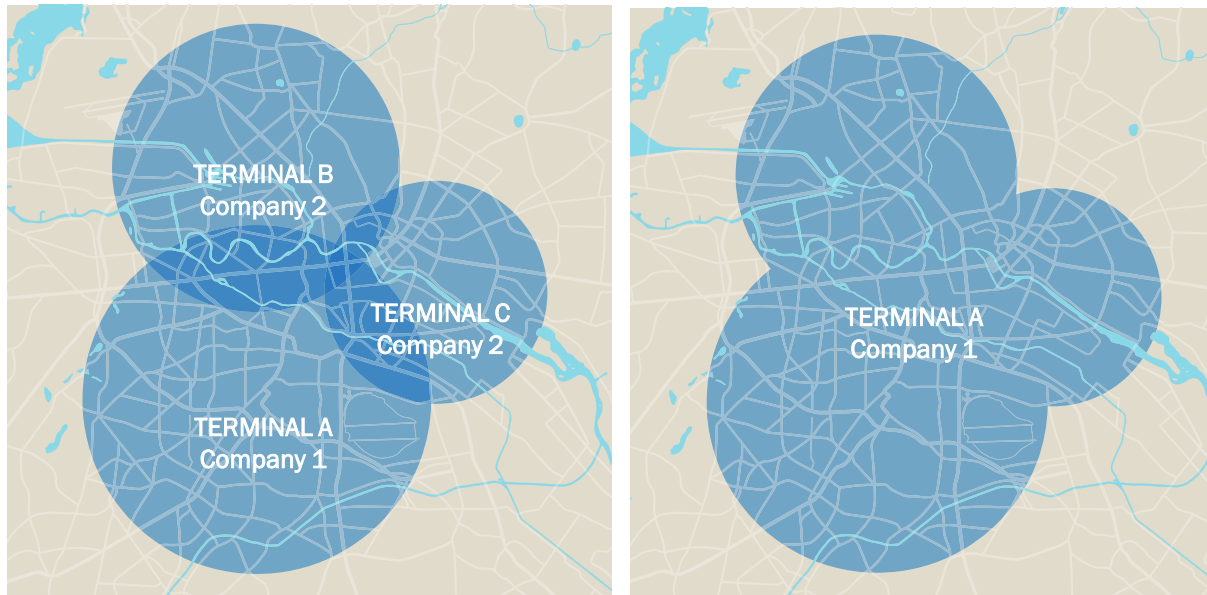 TERMINAL B
Company 2
TERMINAL C
Company 2
TERMINAL A
Company 1
TERMINAL A
Company 1